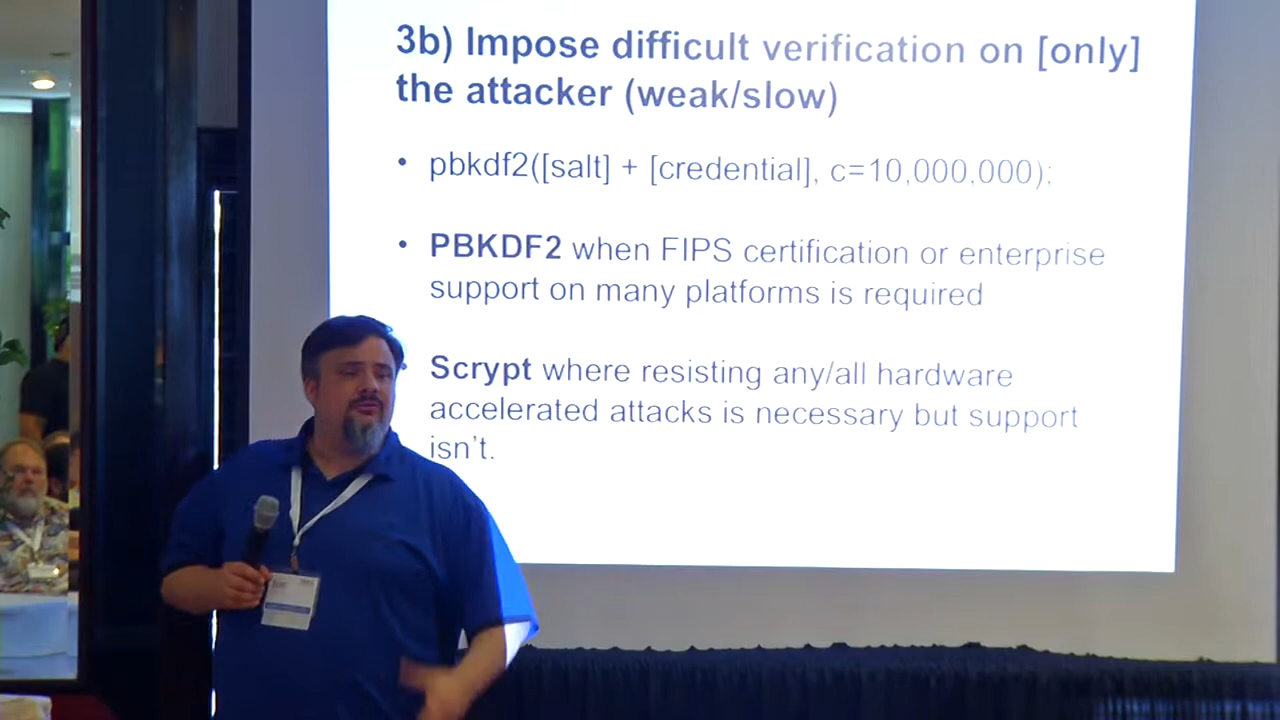 3b) Impose difficult verification on [only]
the attacker (weak/slow)
• pbkdf2([salt] + [credential], c=10,000,000);
• PBKDF2 when FIPS certification or enterprise
support on many platforms is required
• Scrypt where resisting any/all hardware
accelerated attacks is necessary but support
isn't.